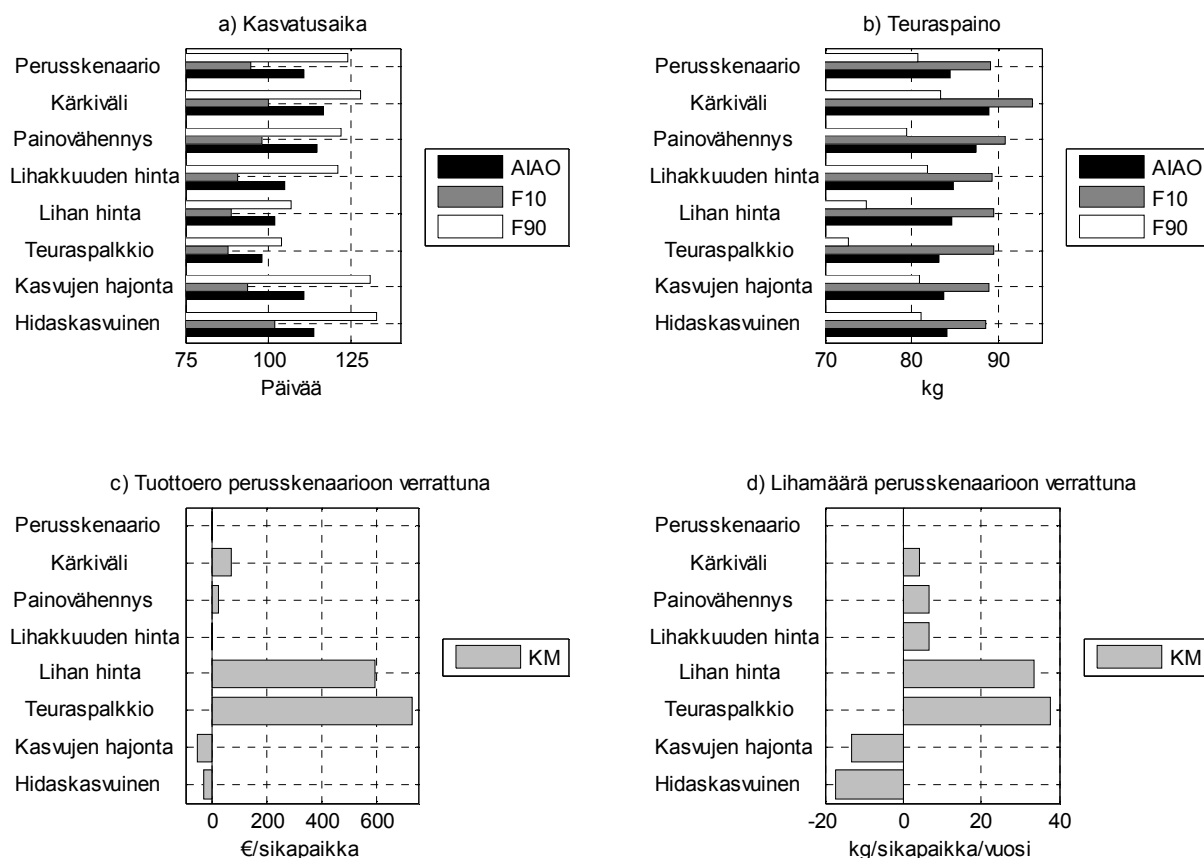 a) Kasvatusaika
Perusskenaario
Kärkiväli
Painovähennys
Lihakkuuden hinta
Lihan hinta
Teuraspalkkio
Kasvujen hajonta
Hidaskasvuinen
75 100 125
Päivää
AIAO
F10
F90
b) Teuraspaino
Perusskenaario
Kärkiväli
Painovähennys
Lihakkuuden hinta
Lihan hinta
Teuraspalkkio
Kasvujen hajonta
Hidaskasvuinen
70 80 90
kg
AIAO
F10
F90
c) Tuottoero perusskenaarioon verrattuna
Perusskenaario
Kärkiväli
Painovähennys
Lihakkuuden hinta
Lihan hinta
Teuraspalkkio
Kasvujen hajonta
Hidaskasvuinen
0 200 400 600
€/sikapaikka
KM
d) Lihamäärä perusskenaarioon verrattuna
Perusskenaario
Kärkiväli
Painovähennys
Lihakkuuden hinta
Lihan hinta
Teuraspalkkio
Kasvujen hajonta
Hidaskasvuinen
-20 0 20 40
kg/sikapaikka/vuosi
KM